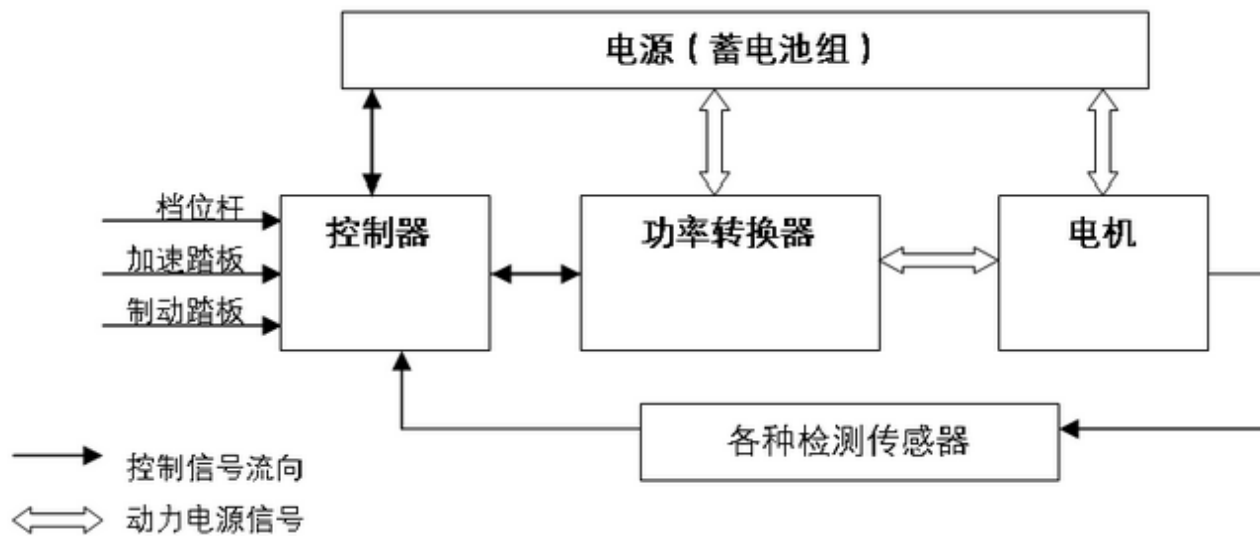 电源（蓄电池组）
档位杆
加速踏板
制动踏板
控制器
功率转换器
电机
各种检测传感器
控制信号流向
动力电源信号